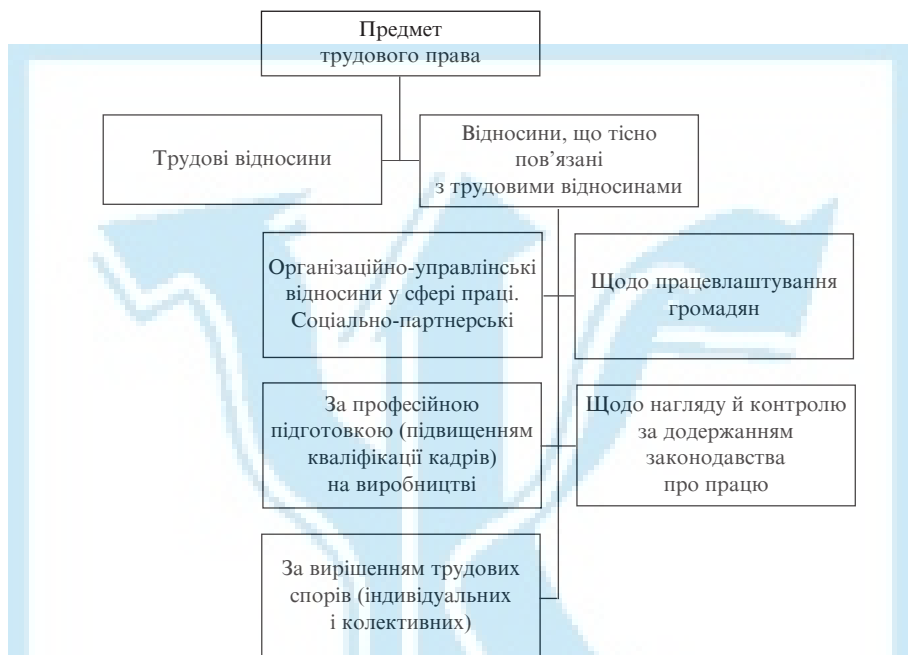 Предмет
трудового права
Трудові відносини
Відносини, що тісно
пов’язані
з трудовими відносинами
Організаційно-управлінські
відносини у сфері праці.
Соціально-партнерські
Щодо працевлаштування
громадян
За професійною
підготовкою (підвищенням
кваліфікації кадрів)
на виробництві
Щодо нагляду й контролю
за додержанням
законодавства
про працю
За вирішенням трудових
спорів (індивідуальних
і колективних)